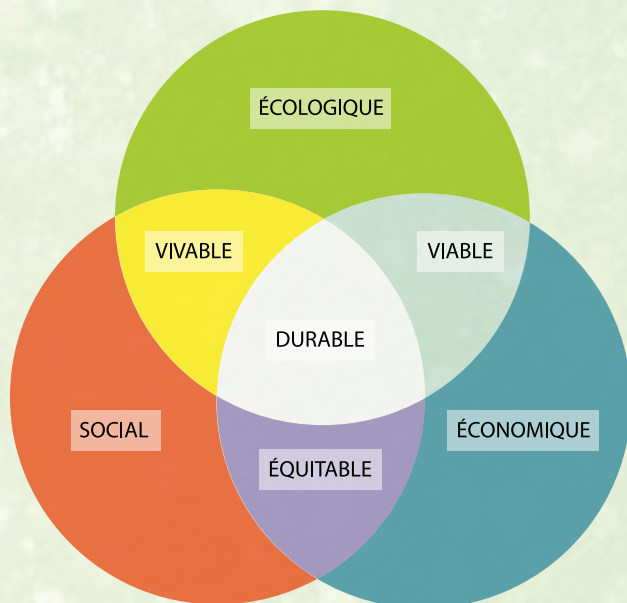 ÉCOLOGIQUE
VIVABLE
VIABLE
DURABLE
SOCIAL
ÉCONOMIQUE
ÉQUITABLE